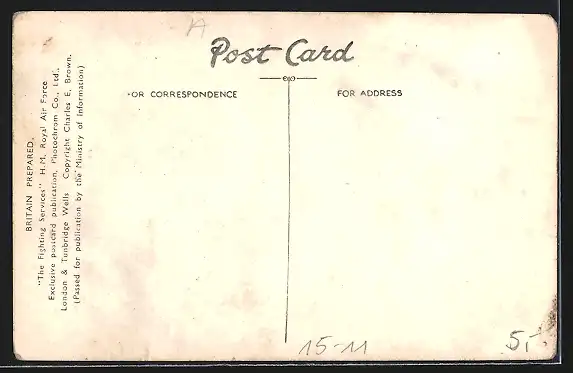 A
Post Card
FOR CORRESPONDENCE
FOR ADDRESS
BRITAIN PREPARED.
"The Fighting Services" H.M. Royal Air Force
Exclusive postcard publication, Photochrom Co., Ltd.,
London & Tunbridge Wells Copyright Charles E. Brown.
(Passed for publication by the Ministry of Information)
15-11
5,-